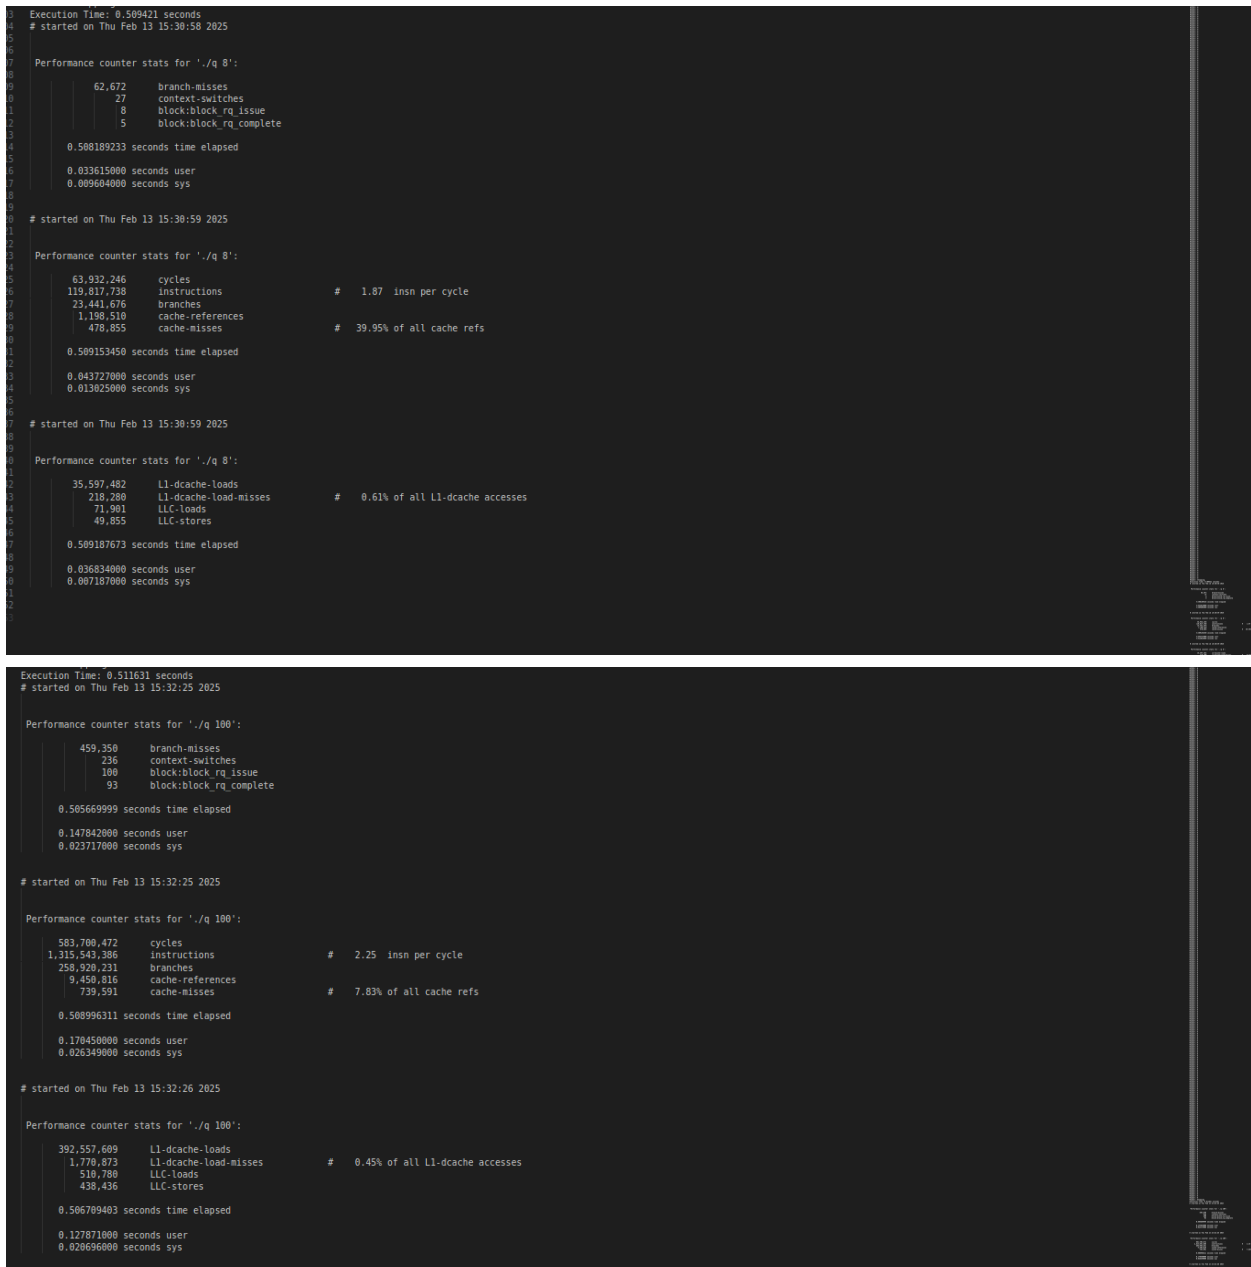 Execution Time: 0.509421 seconds
# started on Thu Feb 13 15:30:58 2025
Performance counter stats for './q 8':
62,672 branch-misses
27 context-switches
8 block:block_rq_issue
5 block:block_rq_complete
0.508189233 seconds time elapsed
0.033615000 seconds user
0.009604000 seconds sys
# started on Thu Feb 13 15:30:59 2025
Performance counter stats for './q 8':
63,932,246 cycles
119,817,738 instructions # 1.87 insn per cycle
23,441,676 branches
1,198,510 cache-references
478,855 cache-misses # 39.95% of all cache refs
0.509153450 seconds time elapsed
0.043727000 seconds user
0.013025000 seconds sys
# started on Thu Feb 13 15:30:59 2025
Performance counter stats for './q 8':
35,597,482 L1-dcache-loads
218,280 L1-dcache-load-misses # 0.61% of all L1-dcache accesses
71,901 LLC-loads
49,855 LLC-stores
0.509187673 seconds time elapsed
0.036834000 seconds user
0.007187000 seconds sys
Execution Time: 0.511631 seconds
# started on Thu Feb 13 15:32:25 2025
Performance counter stats for './q 100':
459,350 branch-misses
236 context-switches
100 block:block_rq_issue
93 block:block_rq_complete
0.505669999 seconds time elapsed
0.147842000 seconds user
0.023717000 seconds sys
# started on Thu Feb 13 15:32:25 2025
Performance counter stats for './q 100':
583,700,472 cycles
1,315,543,386 instructions # 2.25 insn per cycle
258,920,231 branches
9,450,816 cache-references
739,591 cache-misses # 7.83% of all cache refs
0.508996311 seconds time elapsed
0.170450000 seconds user
0.026349000 seconds sys
# started on Thu Feb 13 15:32:26 2025
Performance counter stats for './q 100':
392,557,609 L1-dcache-loads
1,770,873 L1-dcache-load-misses # 0.45% of all L1-dcache accesses
510,780 LLC-loads
438,436 LLC-stores
0.506709403 seconds time elapsed
0.127871000 seconds user
0.020696000 seconds sys